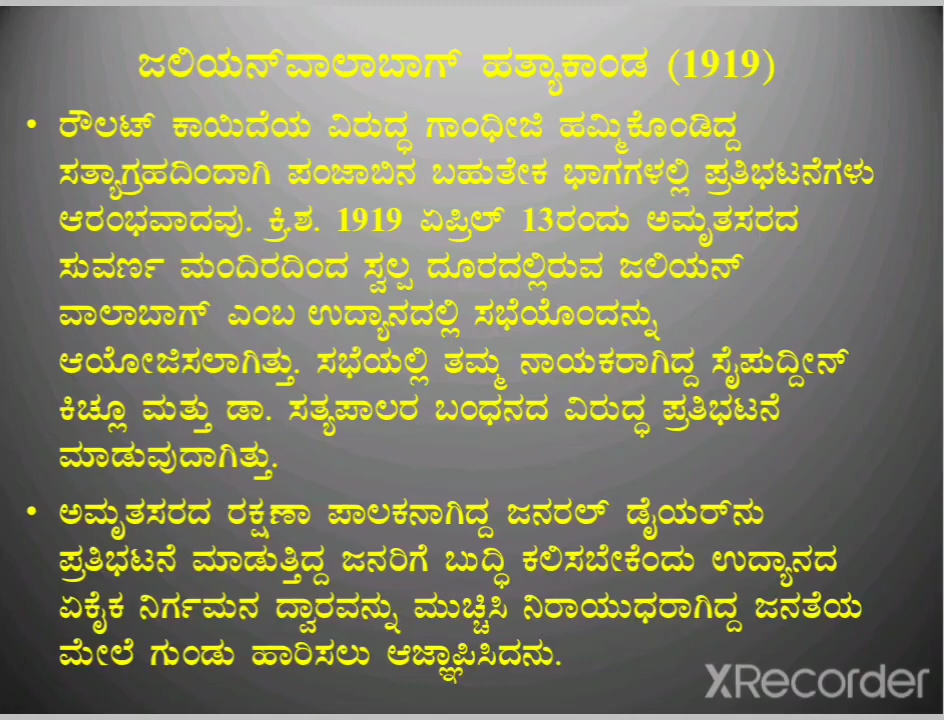 ಜಲಿಯನ್‌ವಾಲಾಬಾಗ್ ಹತ್ಯಾಕಾಂಡ (1919)
• ರೌಲಟ್ ಕಾಯಿದೆಯ ವಿರುದ್ಧ ಗಾಂಧೀಜಿ ಹಮ್ಮಿಕೊಂಡಿದ್ದ
ಸತ್ಯಾಗ್ರಹದಿಂದಾಗಿ ಪಂಜಾಬಿನ ಬಹುತೇಕ ಭಾಗಗಳಲ್ಲಿ ಪ್ರತಿಭಟನೆಗಳು
ಆರಂಭವಾದವು. ಕ್ರಿ.ಶ. 1919 ಏಪ್ರಿಲ್ 13ರಂದು ಅಮೃತಸರದ
ಸುವರ್ಣ ಮಂದಿರದಿಂದ ಸ್ವಲ್ಪ ದೂರದಲ್ಲಿರುವ ಜಲಿಯನ್
ವಾಲಾಬಾಗ್ ಎಂಬ ಉದ್ಯಾನದಲ್ಲಿ ಸಭೆಯೊಂದನ್ನು
ಆಯೋಜಿಸಲಾಗಿತ್ತು. ಸಭೆಯಲ್ಲಿ ತಮ್ಮ ನಾಯಕರಾಗಿದ್ದ ಸೈಫುದ್ದೀನ್
ಕಿಚ್ಲೂ ಮತ್ತು ಡಾ. ಸತ್ಯಪಾಲರ ಬಂಧನದ ವಿರುದ್ಧ ಪ್ರತಿಭಟನೆ
ಮಾಡುವುದಾಗಿತ್ತು.
• ಅಮೃತಸರದ ರಕ್ಷಣಾ ಪಾಲಕನಾಗಿದ್ದ ಜನರಲ್ ಡೈಯರ್‌ನು
ಪ್ರತಿಭಟನೆ ಮಾಡುತ್ತಿದ್ದ ಜನರಿಗೆ ಬುದ್ಧಿ ಕಲಿಸಬೇಕೆಂದು ಉದ್ಯಾನದ
ಏಕೈಕ ನಿರ್ಗಮನ ದ್ವಾರವನ್ನು ಮುಚ್ಚಿಸಿ ನಿರಾಯುಧರಾಗಿದ್ದ ಜನತೆಯ
ಮೇಲೆ ಗುಂಡು ಹಾರಿಸಲು ಆಜ್ಞಾಪಿಸಿದನು.
XRecorder